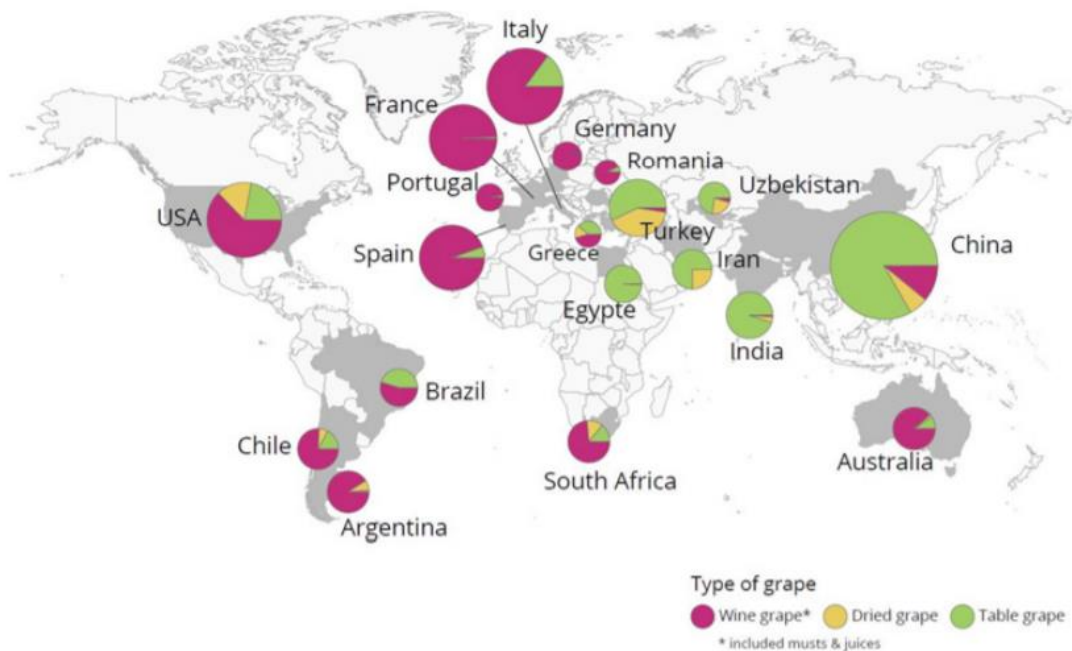 Italy
France
Germany
Romania
Portugal
Uzbekistan
USA
Turkey
China
Spain
Greece
Iran
Egypte
India
Brazil
Chile
Australia
South Africa
Argentina
Type of grape
Wine grape* Dried grape Table grape
* included musts & juices